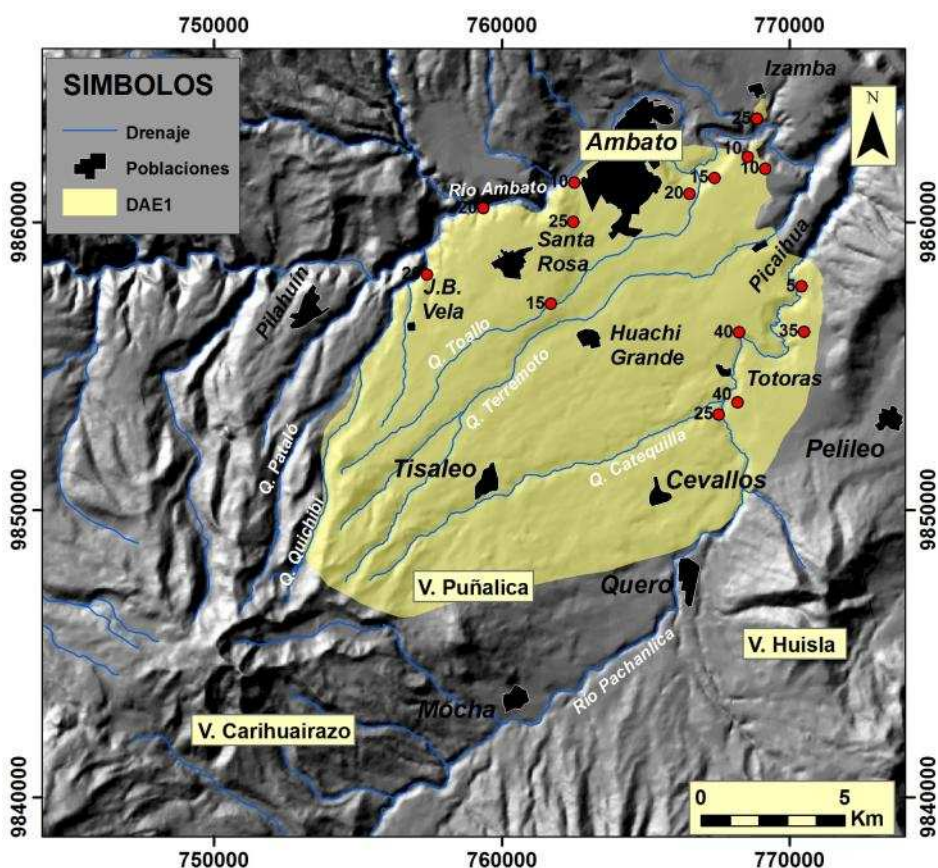 750000 760000 770000
SIMBOLOS
Drenaje
Poblaciones
DAE1
Izamba
N
25
Ambato
10
10
15
0
20
Río Ambato
20
25
9860000
9860000
Santa
Rosa
Picaihua
Pilahuín
J.B.
Vela
5
15
40
35
Q. Toallo
Huachi
Grande
Q. Terremoto
Totoras
40
25
Pelileo
Q. Pataló
Tisaleo
Q. Catequilla
Cevallos
9850000
9850000
Q. Quichibí
V. Puñalica
Quero
V. Huisla
Río Pachanlica
Mocha
V. Carihuairazo
0 5
Km
9840000
9840000
750000 760000 770000